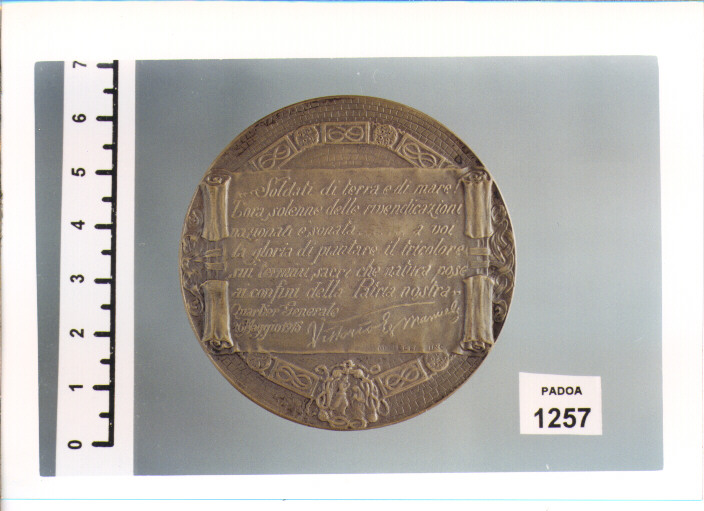 Soldati di terra e di mare!
L'ora solenne delle rivendicazioni
nazionali è sonata. a voi
la gloria di piantare il tricolore
sui termini sacri che natura pose
ai confini della Patria nostra
Quartier Generale
Maggio 1915 Vittorio Emanuele
7
6
5
4
3
2
1
0
PADOA
1257